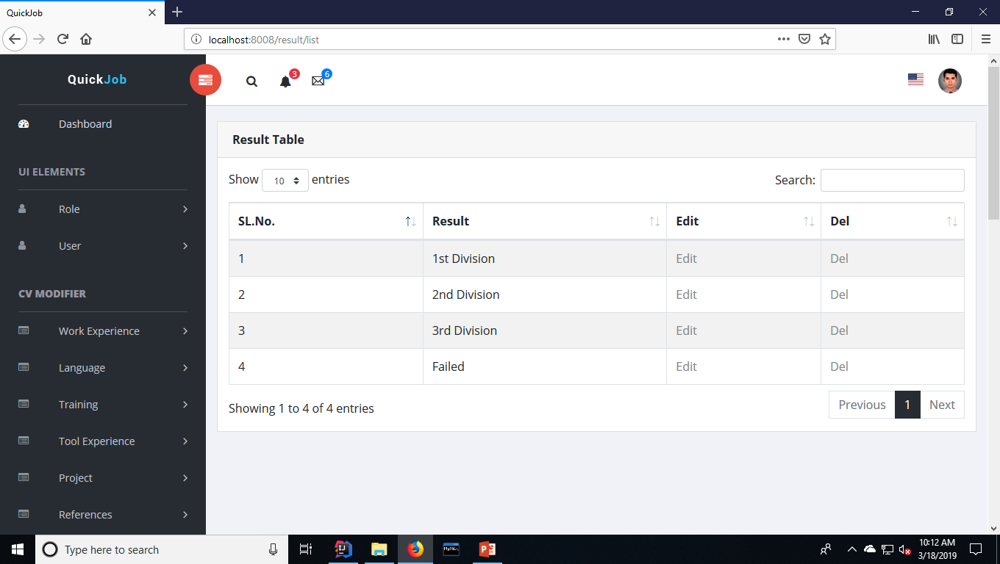 QuickJob
localhost:8008/result/list
QuickJob
3
6
Dashboard
UI ELEMENTS
Role
User
CV MODIFIER
Work Experience
Language
Training
Tool Experience
Project
References
Result Table
Show 10 entries
Search:
SL.No. Result Edit Del
1 1st Division Edit Del
2 2nd Division Edit Del
3 3rd Division Edit Del
4 Failed Edit Del
Showing 1 to 4 of 4 entries
Previous 1 Next
Type here to search
IJ
MySQL
P
10:12 AM
3/18/2019